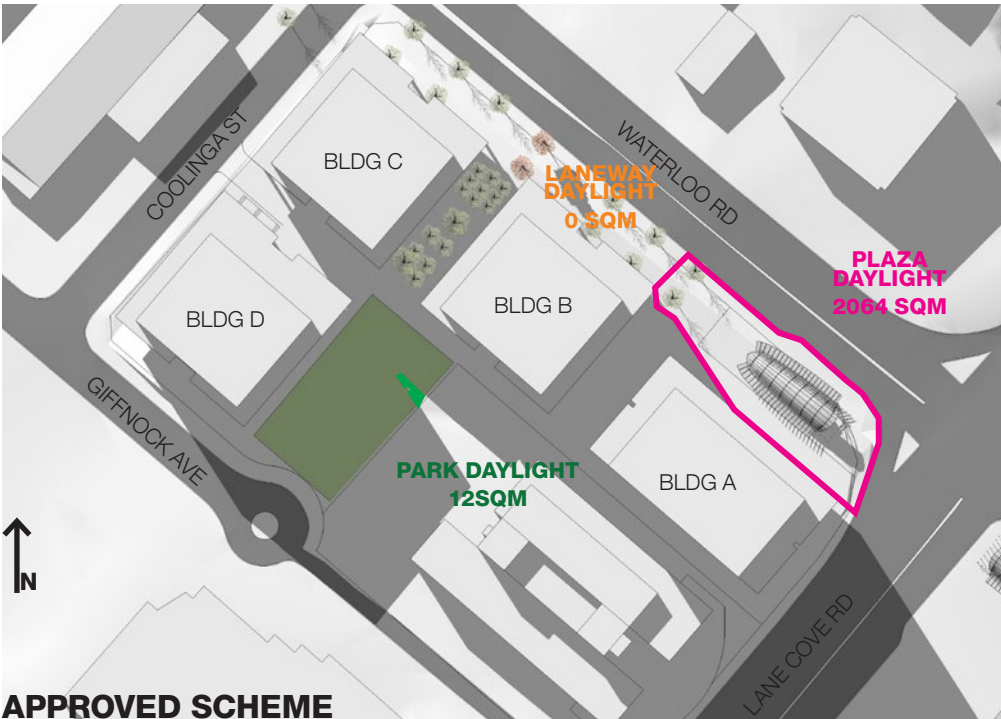 COOLINGA ST
BLDG C
WATERLOO RD
LANEWAY
DAYLIGHT
0 SQM
PLAZA
DAYLIGHT
2064 SQM
BLDG D
BLDG B
GIFFNOCK AVE
PARK DAYLIGHT
12SQM
BLDG A
N
LANE COVE RD
APPROVED SCHEME